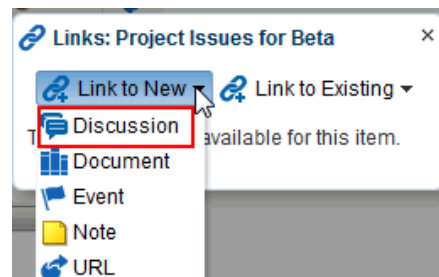 Links: Project Issues for Beta ×
Link to New Link to Existing
Discussion
available for this item.
Document
Event
Note
URL